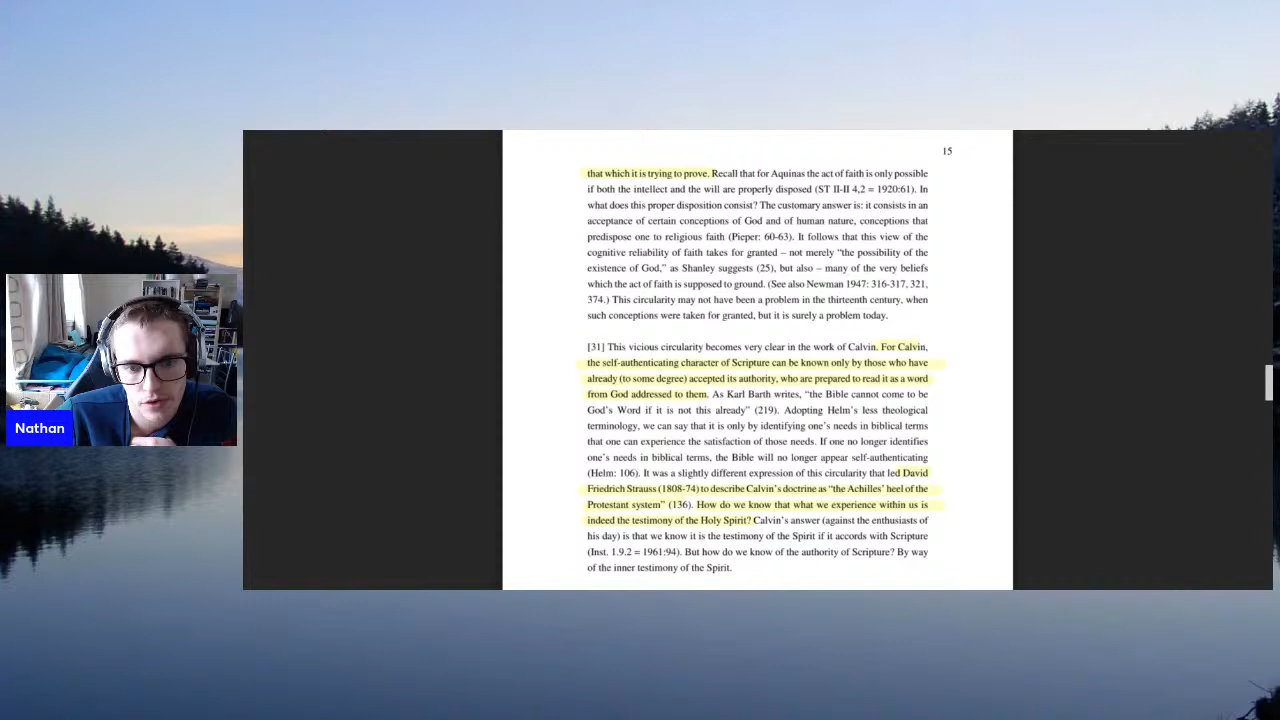 15
that which it is trying to prove. Recall that for Aquinas the act of faith is only possible
if both the intellect and the will are properly disposed (ST II-II 4,2 = 1920:61). In
what does this proper disposition consist? The customary answer is: it consists in an
acceptance of certain conceptions of God and of human nature, conceptions that
predispose one to religious faith (Pieper: 60-63). It follows that this view of the
cognitive reliability of faith takes for granted – not merely “the possibility of the
existence of God,” as Shanley suggests (25), but also – many of the very beliefs
which the act of faith is supposed to ground. (See also Newman 1947: 316-317, 321,
374.) This circularity may not have been a problem in the thirteenth century, when
such conceptions were taken for granted, but it is surely a problem today.
[31] This vicious circularity becomes very clear in the work of Calvin. For Calvin,
the self-authenticating character of Scripture can be known only by those who have
already (to some degree) accepted its authority, who are prepared to read it as a word
from God addressed to them. As Karl Barth writes, “the Bible cannot come to be
God’s Word if it is not this already” (219). Adopting Helm’s less theological
terminology, we can say that it is only by identifying one’s needs in biblical terms
that one can experience the satisfaction of those needs. If one no longer identifies
one’s needs in biblical terms, the Bible will no longer appear self-authenticating
(Helm: 106). It was a slightly different expression of this circularity that led David
Friedrich Strauss (1808-74) to describe Calvin’s doctrine as “the Achilles’ heel of the
Protestant system” (136). How do we know that what we experience within us is
indeed the testimony of the Holy Spirit? Calvin’s answer (against the enthusiasts of
his day) is that we know it is the testimony of the Spirit if it accords with Scripture
(Inst. 1.9.2 = 1961:94). But how do we know of the authority of Scripture? By way
of the inner testimony of the Spirit.
Nathan